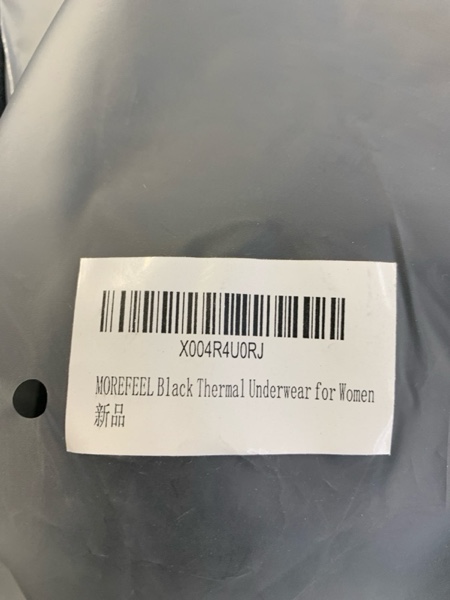 X004R4U0RJ
MOREFEEL Black Thermal Underwear for Women
新品